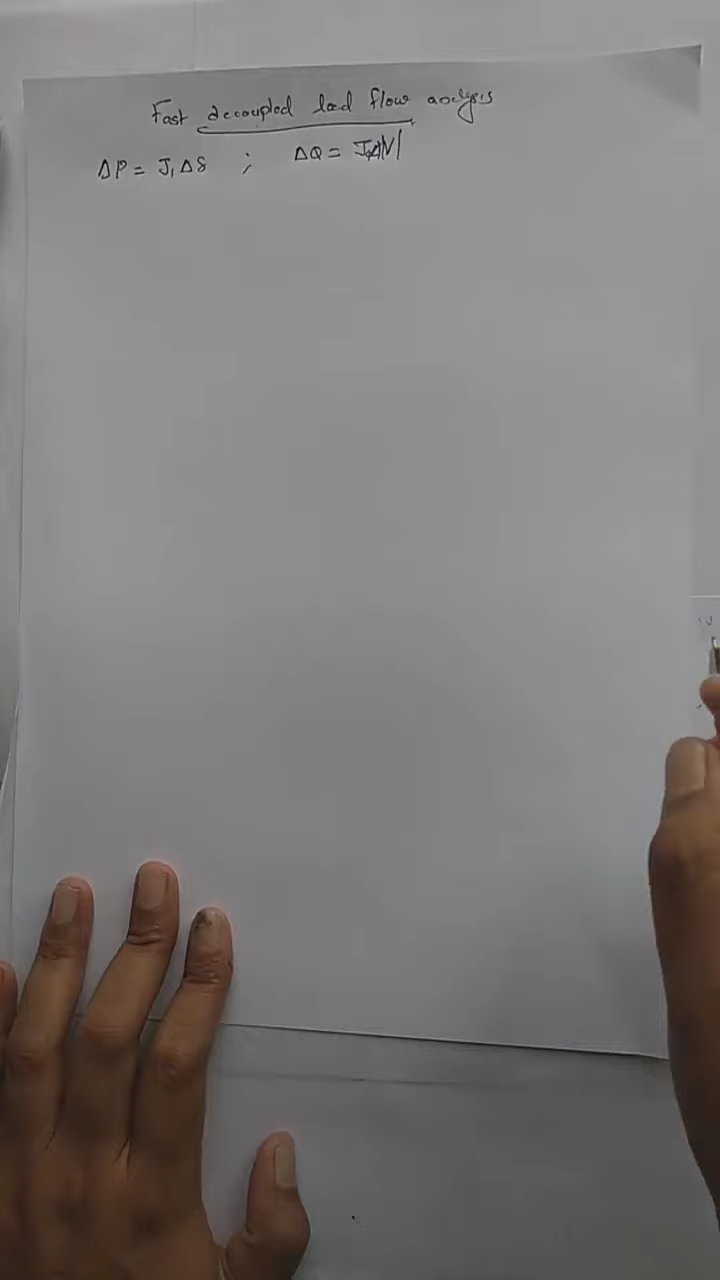 Fast decoupled load flow analysis
ΔP = J₁Δδ ; ΔQ = J₄Δ|V|